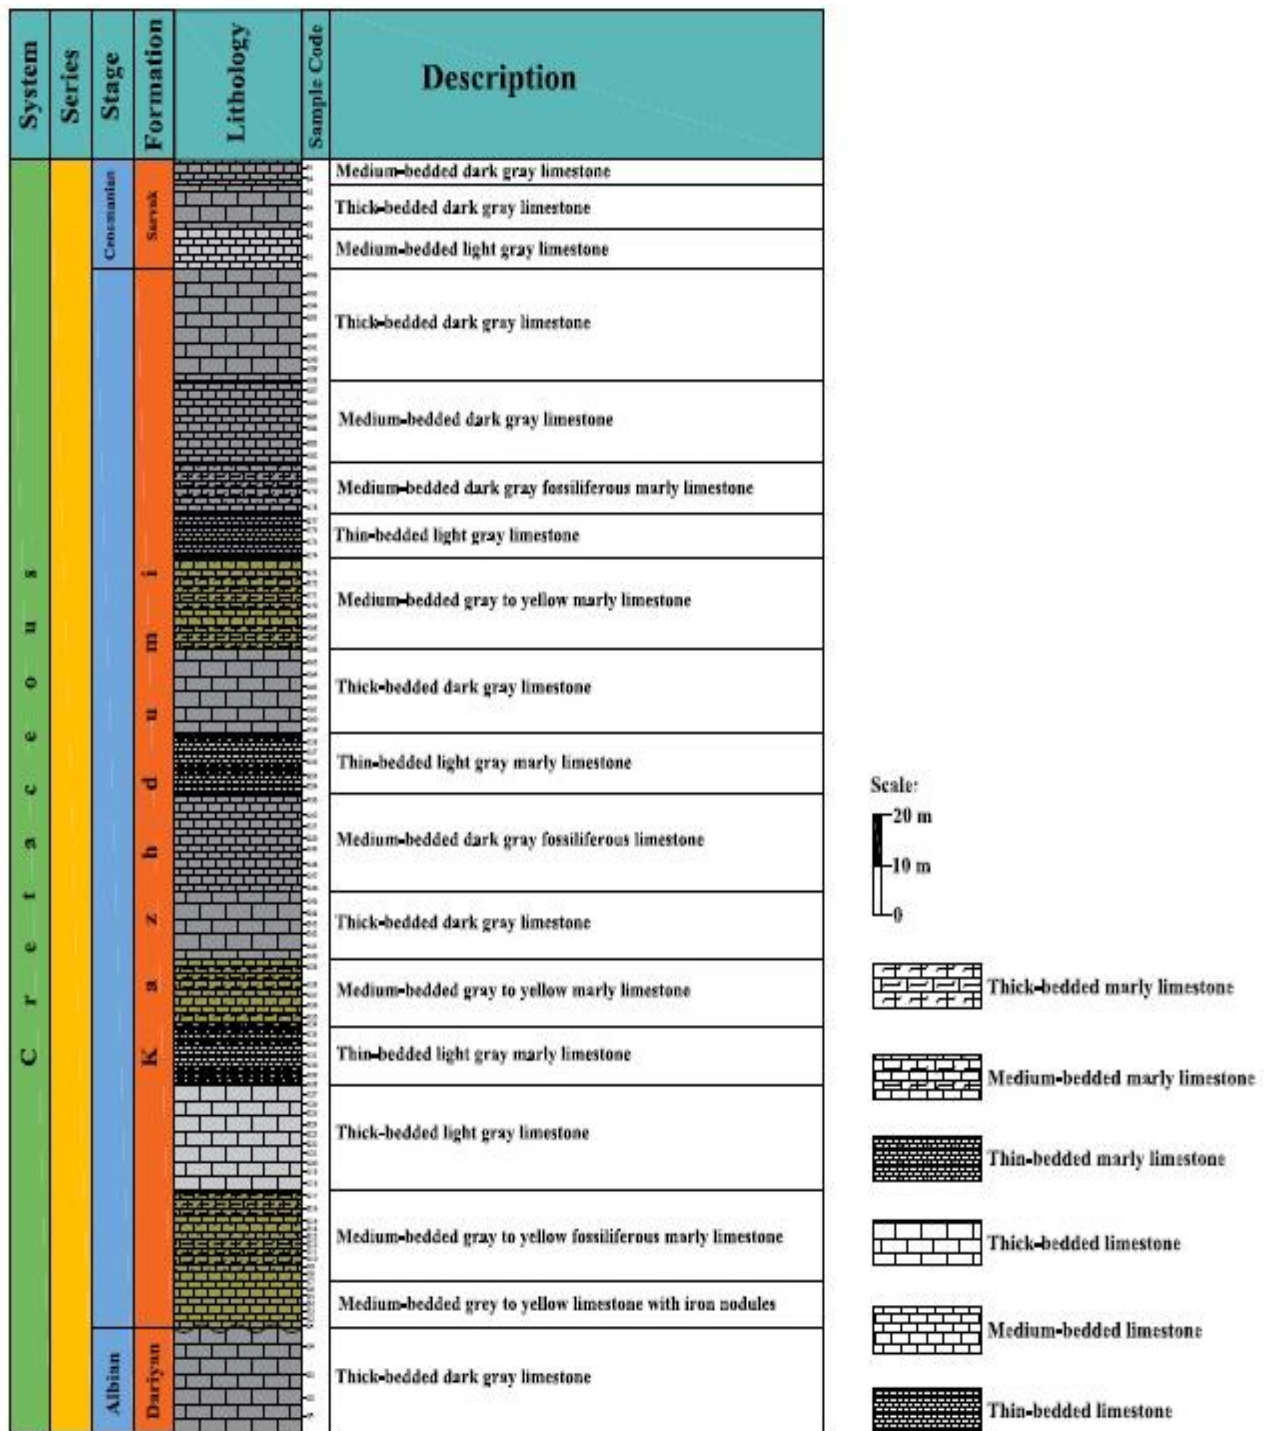 System
Series
Stage
Formation
Lithology
Sample Code
Description
Cretaceous
Cenomanian
Albian
Sarvak
Kazhdumi
Dariyan
Medium-bedded dark gray limestone
Thick-bedded dark gray limestone
Medium-bedded light gray limestone
Thick-bedded dark gray limestone
Medium-bedded dark gray limestone
Medium-bedded dark gray fossiliferous marly limestone
Thin-bedded light gray limestone
Medium-bedded gray to yellow marly limestone
Thick-bedded dark gray limestone
Thin-bedded light gray marly limestone
Medium-bedded dark gray fossiliferous limestone
Thick-bedded dark gray limestone
Medium-bedded gray to yellow marly limestone
Thin-bedded light gray marly limestone
Thick-bedded light gray limestone
Medium-bedded gray to yellow fossiliferous marly limestone
Medium-bedded grey to yellow limestone with iron nodules
Thick-bedded dark gray limestone
Scale:
20 m
10 m
0
Thick-bedded marly limestone
Medium-bedded marly limestone
Thin-bedded marly limestone
Thick-bedded limestone
Medium-bedded limestone
Thin-bedded limestone